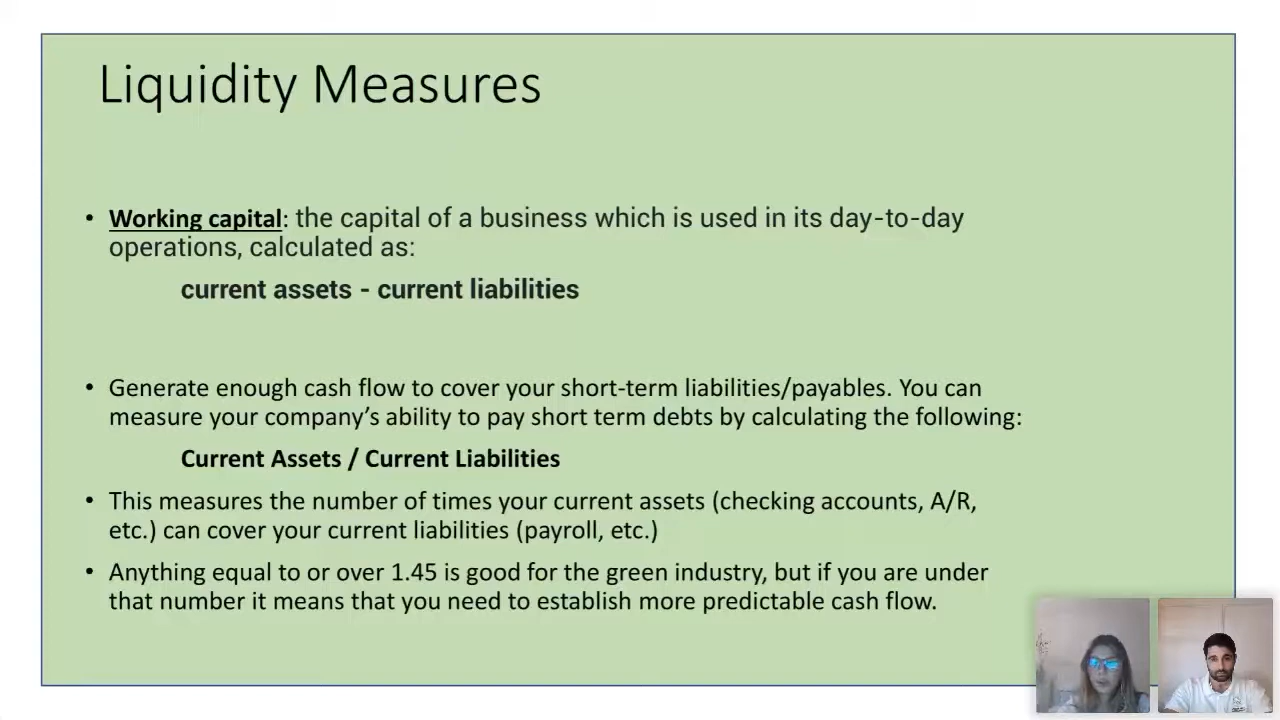 Liquidity Measures
• Working capital: the capital of a business which is used in its day-to-day
operations, calculated as:
current assets - current liabilities
• Generate enough cash flow to cover your short-term liabilities/payables. You can
measure your company’s ability to pay short term debts by calculating the following:
Current Assets / Current Liabilities
• This measures the number of times your current assets (checking accounts, A/R,
etc.) can cover your current liabilities (payroll, etc.)
• Anything equal to or over 1.45 is good for the green industry, but if you are under
that number it means that you need to establish more predictable cash flow.